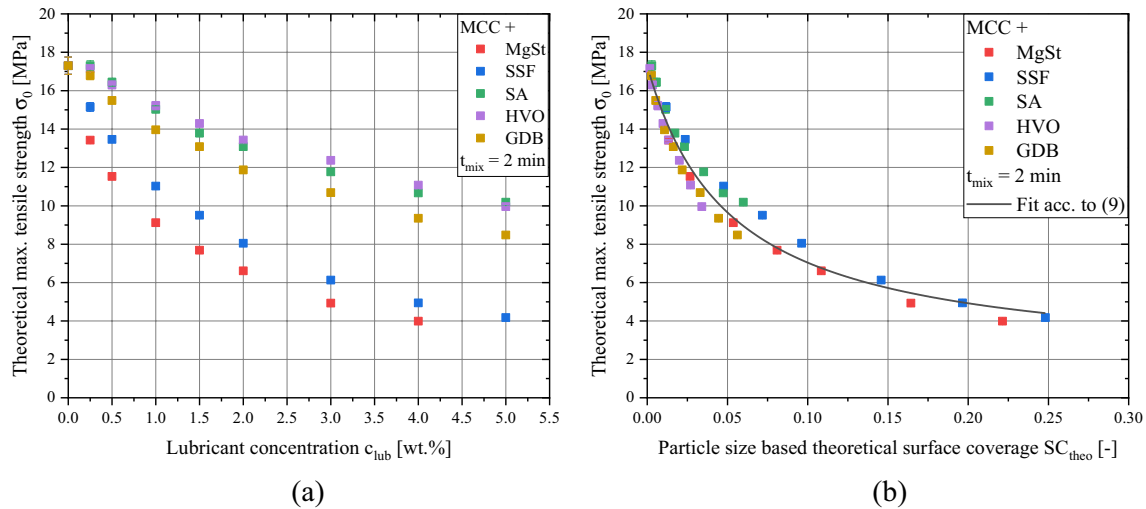 Theoretical max. tensile strength σ0 [MPa]
20
18
16
14
12
10
8
6
4
2
0
0.0 0.5 1.0 1.5 2.0 2.5 3.0 3.5 4.0 4.5 5.0 5.5
Lubricant concentration club [wt.%]
MCC +
MgSt
SSF
SA
HVO
GDB
tmix = 2 min
(a)
Theoretical max. tensile strength σ0 [MPa]
20
18
16
14
12
10
8
6
4
2
0
0.00 0.05 0.10 0.15 0.20 0.25 0.30
Particle size based theoretical surface coverage SCtheo [-]
MCC +
MgSt
SSF
SA
HVO
GDB
tmix = 2 min
Fit acc. to (9)
(b)